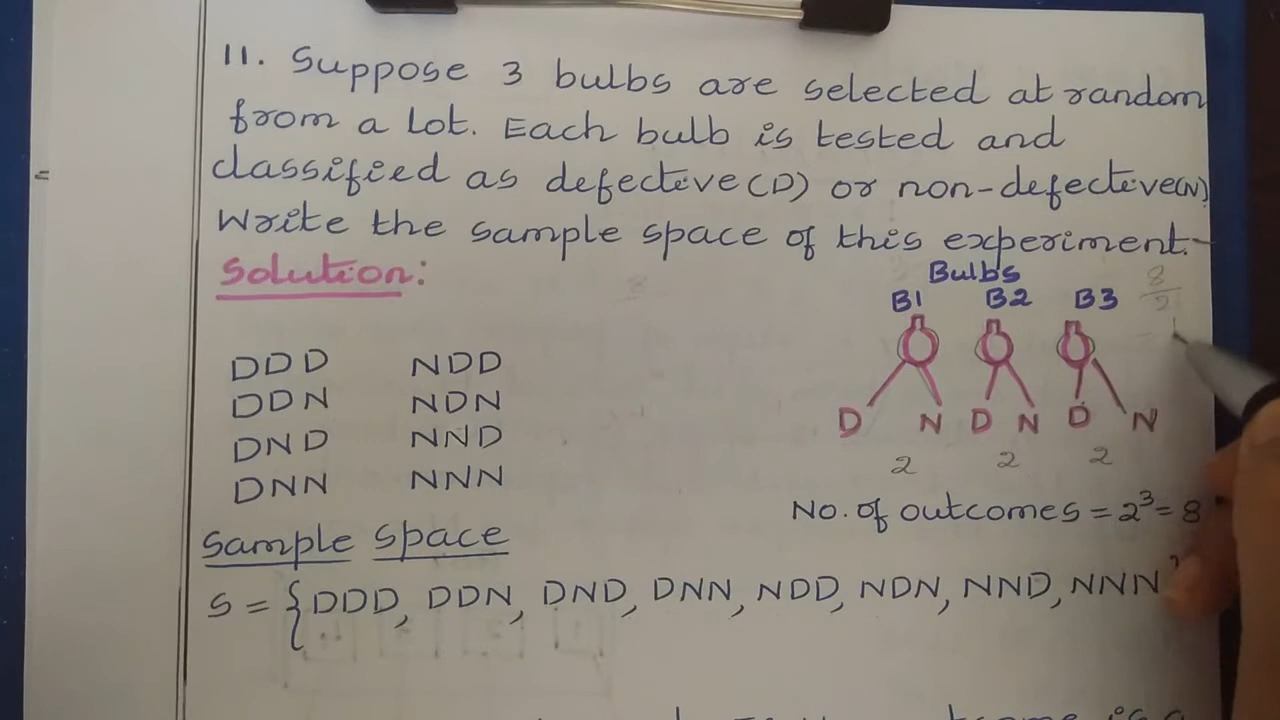 11. Suppose 3 bulbs are selected at random
from a lot. Each bulb is tested and
classified as defective (D) or non-defective(N).
Write the sample space of this experiment.
Solution:
Bulbs
B1 B2 B3
8
2
D N D N D N
2 2 2
No. of outcomes = 2³ = 8
DDD NDD
DDN NDN
DND NND
DNN NNN
Sample space
S = {DDD, DDN, DND, DNN, NDD, NDN, NND, NNN}